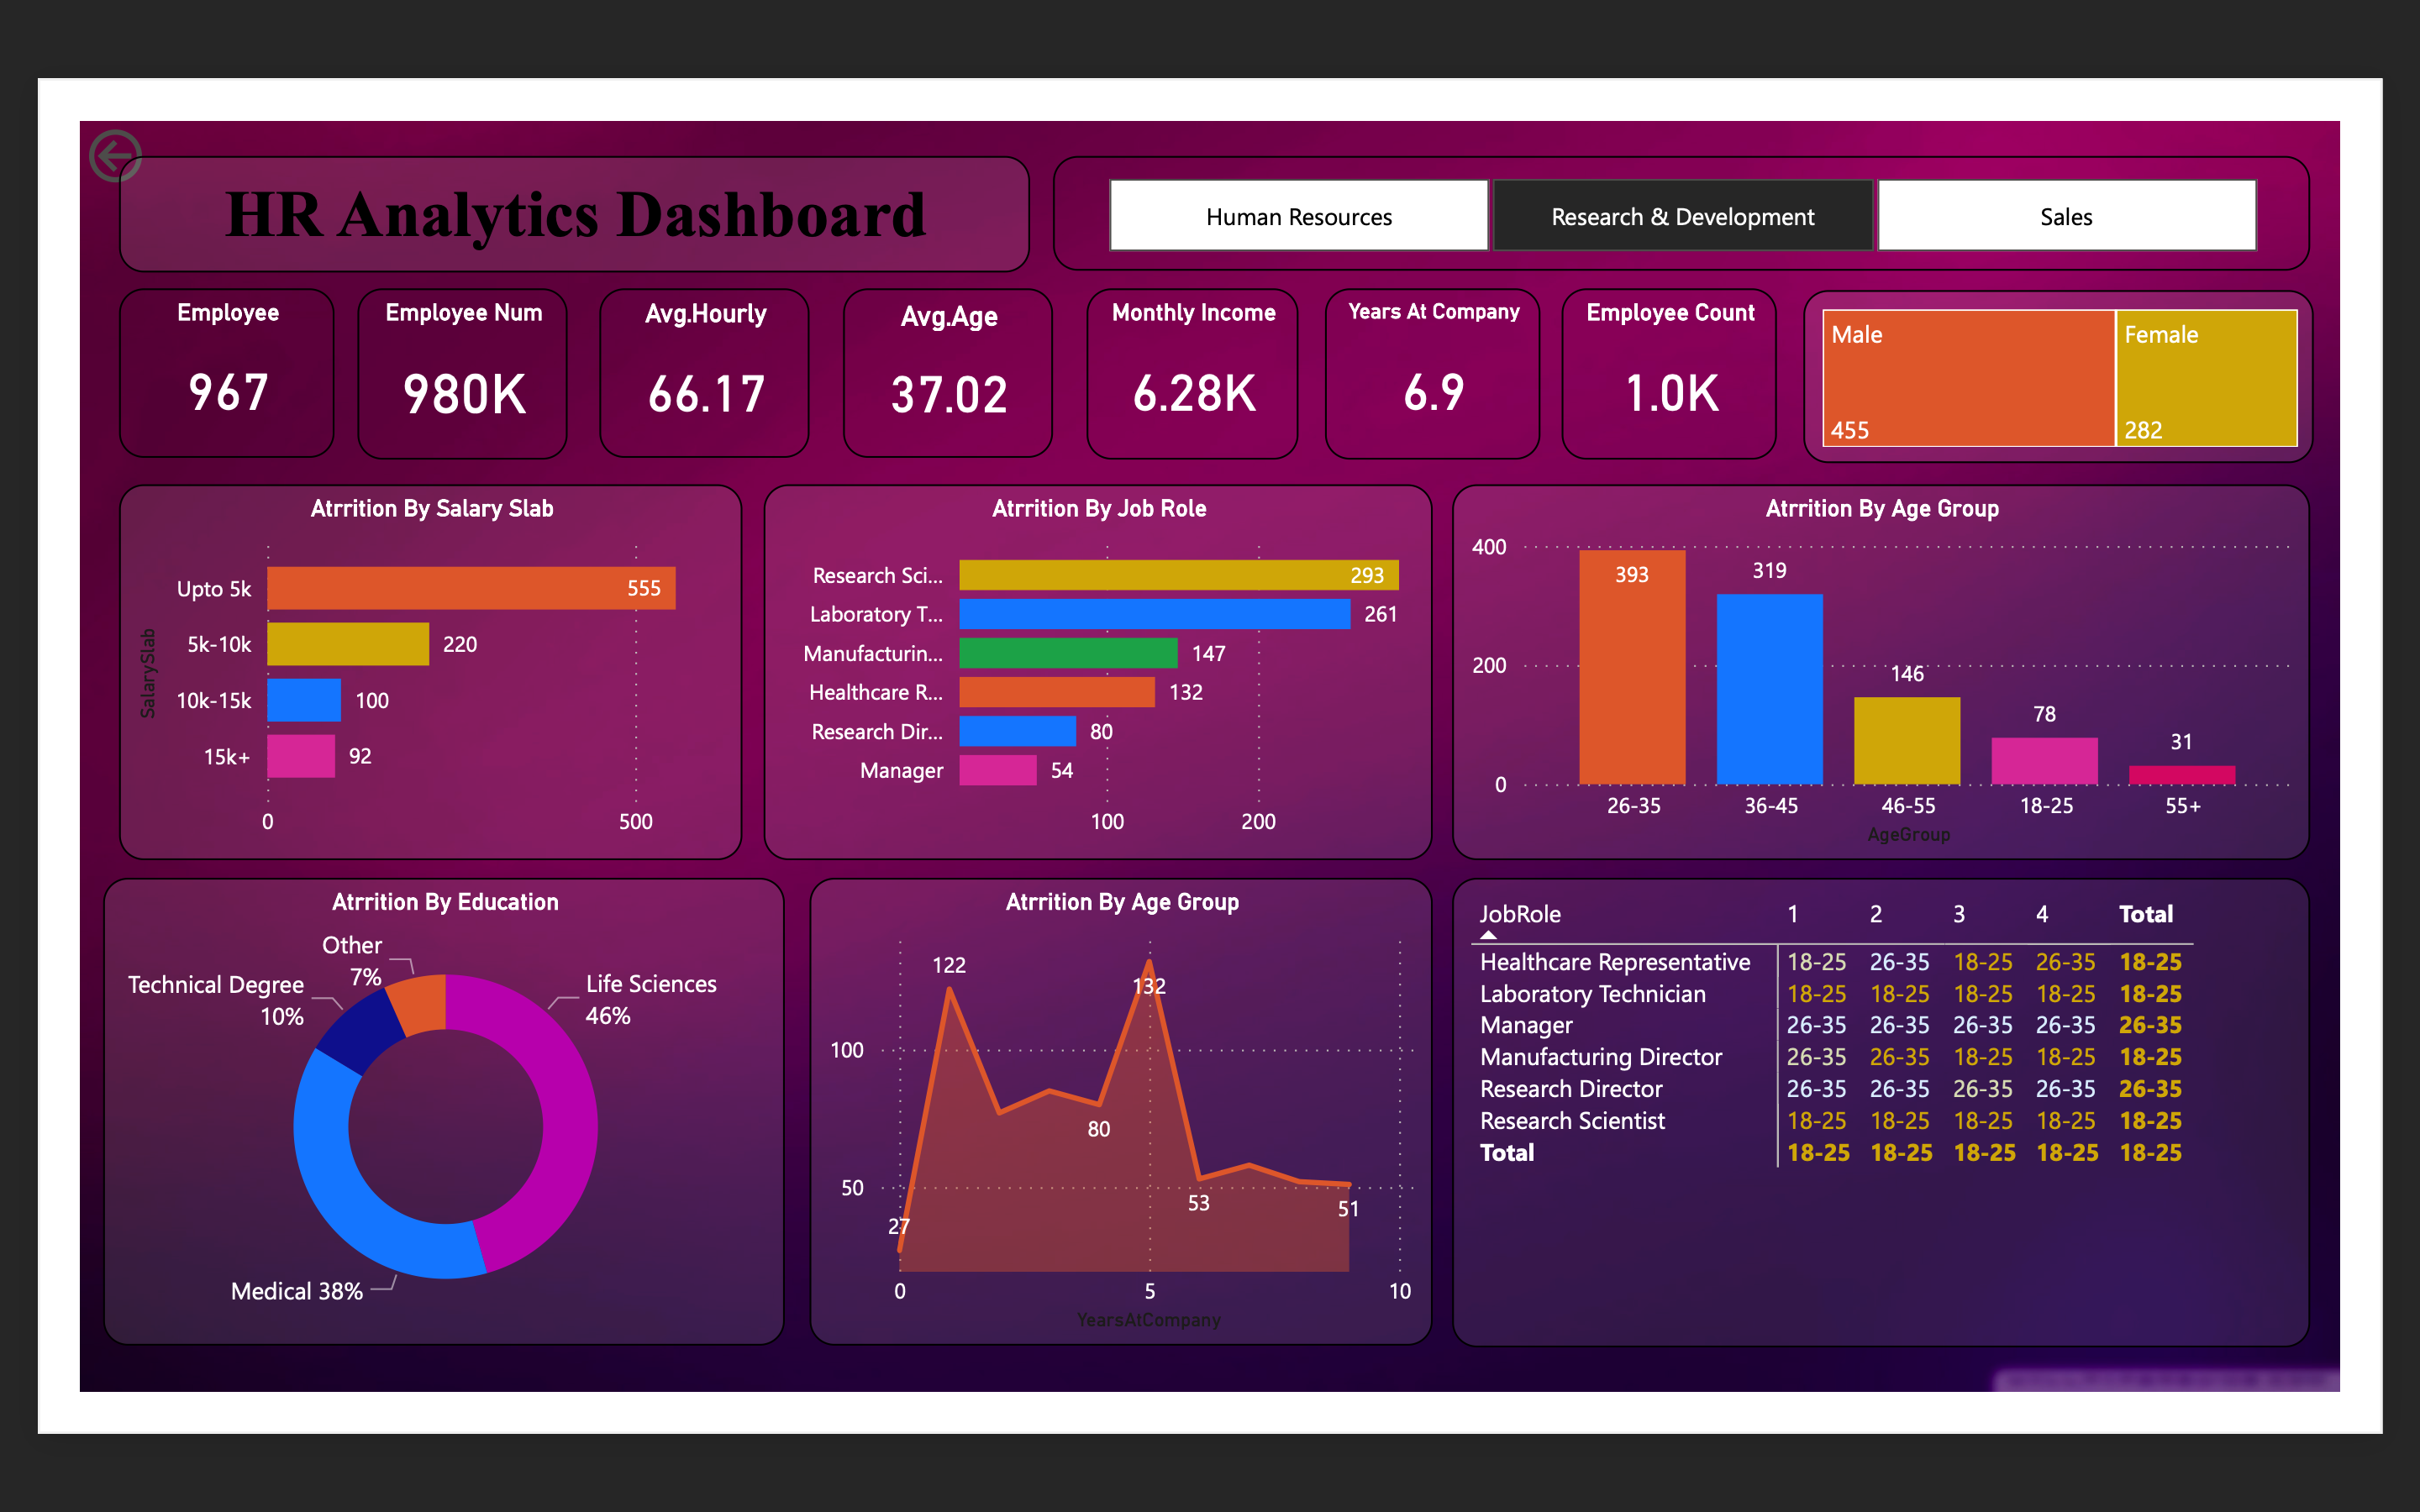 HR Analytics Dashboard
Human Resources
Research & Development
Sales
Employee
967
Employee Num
980K
Avg.Hourly
66.17
Avg.Age
37.02
Monthly Income
6.28K
Years At Company
6.9
Employee Count
1.0K
Male
455
Female
282
Atrrition By Salary Slab
SalarySlab
Upto 5k 555
5k-10k 220
10k-15k 100
15k+ 92
0 500
Atrrition By Job Role
Research Sci... 293
Laboratory T... 261
Manufacturin... 147
Healthcare R... 132
Research Dir... 80
Manager 54
100 200
Atrrition By Age Group
400
200
0
393 319 146 78 31
26-35 36-45 46-55 18-25 55+
AgeGroup
Atrrition By Education
Other
7%
Technical Degree
10%
Life Sciences
46%
Medical 38%
Atrrition By Age Group
100
50
27 122 80 132 53 51
0 5 10
YearsAtCompany
JobRole 1 2 3 4 Total
Healthcare Representative 18-25 26-35 18-25 26-35 18-25
Laboratory Technician 18-25 18-25 18-25 18-25 18-25
Manager 26-35 26-35 26-35 26-35 26-35
Manufacturing Director 26-35 26-35 18-25 18-25 18-25
Research Director 26-35 26-35 26-35 26-35 26-35
Research Scientist 18-25 18-25 18-25 18-25 18-25
Total 18-25 18-25 18-25 18-25 18-25